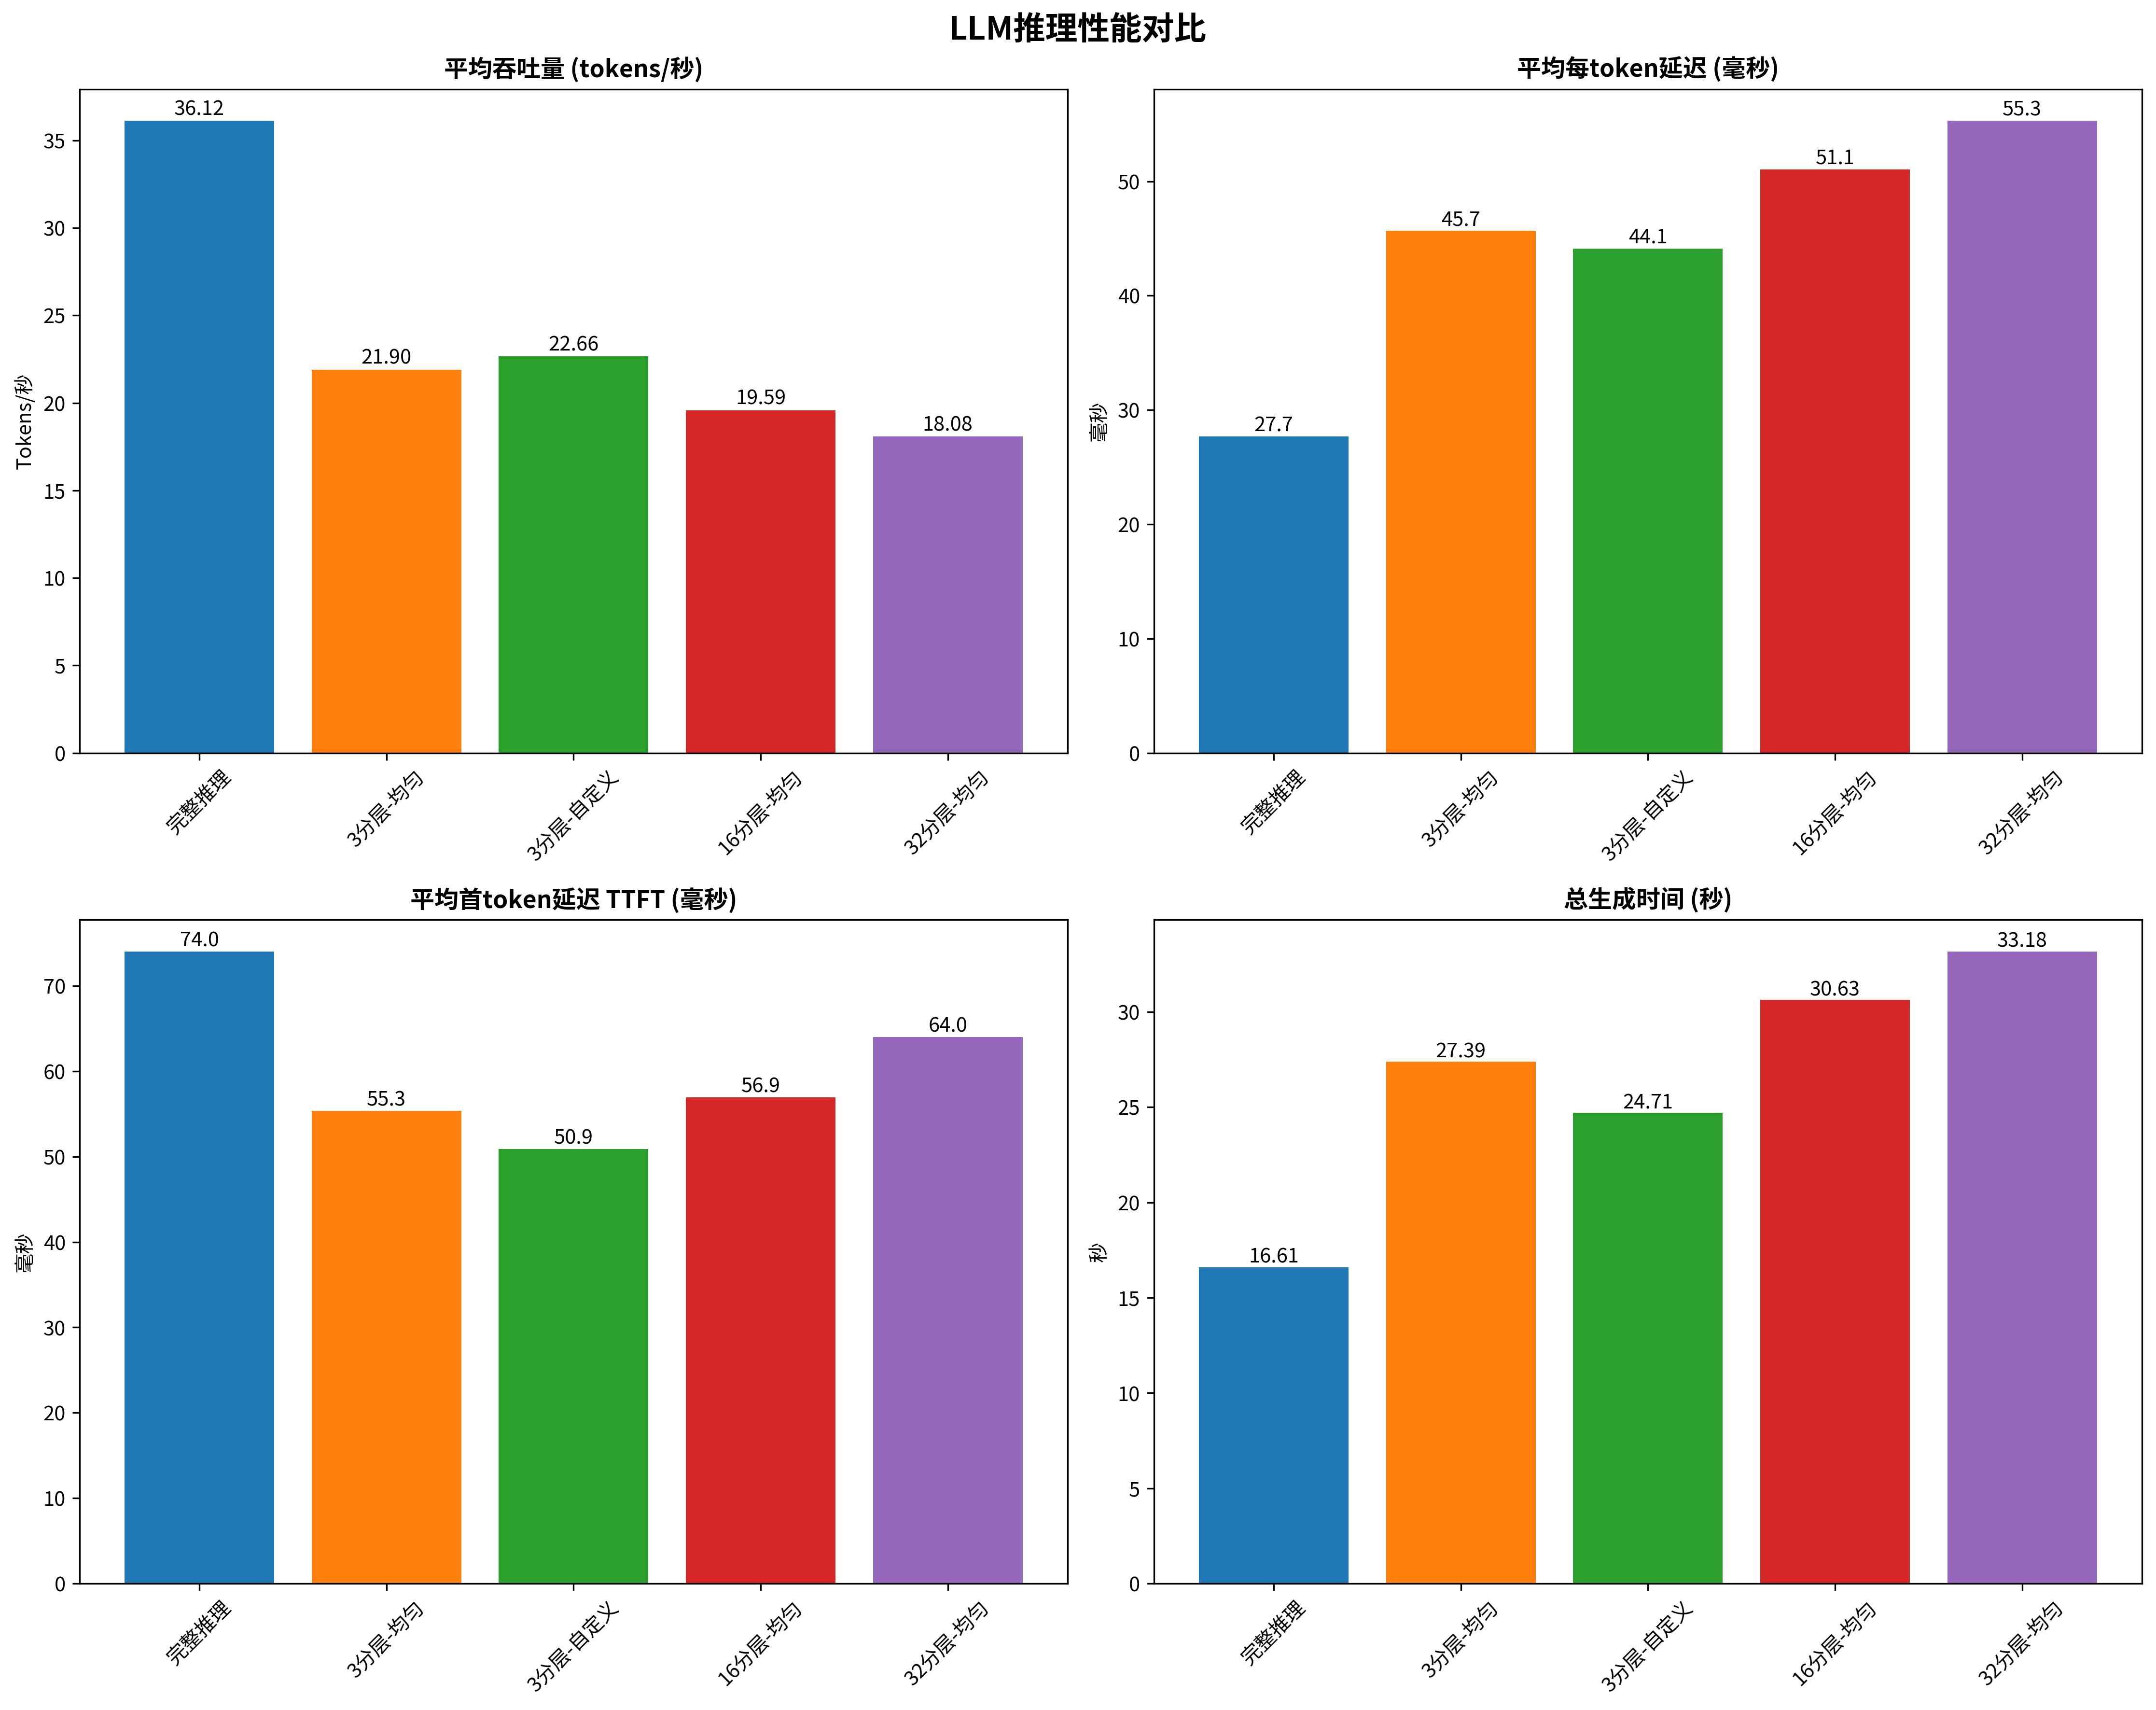 LLM推理性能对比
平均吞吐量 (tokens/秒)
Tokens/秒
35
30
25
20
15
10
5
0
36.12
21.90
22.66
19.59
18.08
完整推理
3分层-均匀
3分层-自定义
16分层-均匀
32分层-均匀
平均每token延迟 (毫秒)
毫秒
50
40
30
20
10
0
27.7
45.7
44.1
51.1
55.3
完整推理
3分层-均匀
3分层-自定义
16分层-均匀
32分层-均匀
平均首token延迟 TTFT (毫秒)
毫秒
70
60
50
40
30
20
10
0
74.0
55.3
50.9
56.9
64.0
完整推理
3分层-均匀
3分层-自定义
16分层-均匀
32分层-均匀
总生成时间 (秒)
秒
30
25
20
15
10
5
0
16.61
27.39
24.71
30.63
33.18
完整推理
3分层-均匀
3分层-自定义
16分层-均匀
32分层-均匀